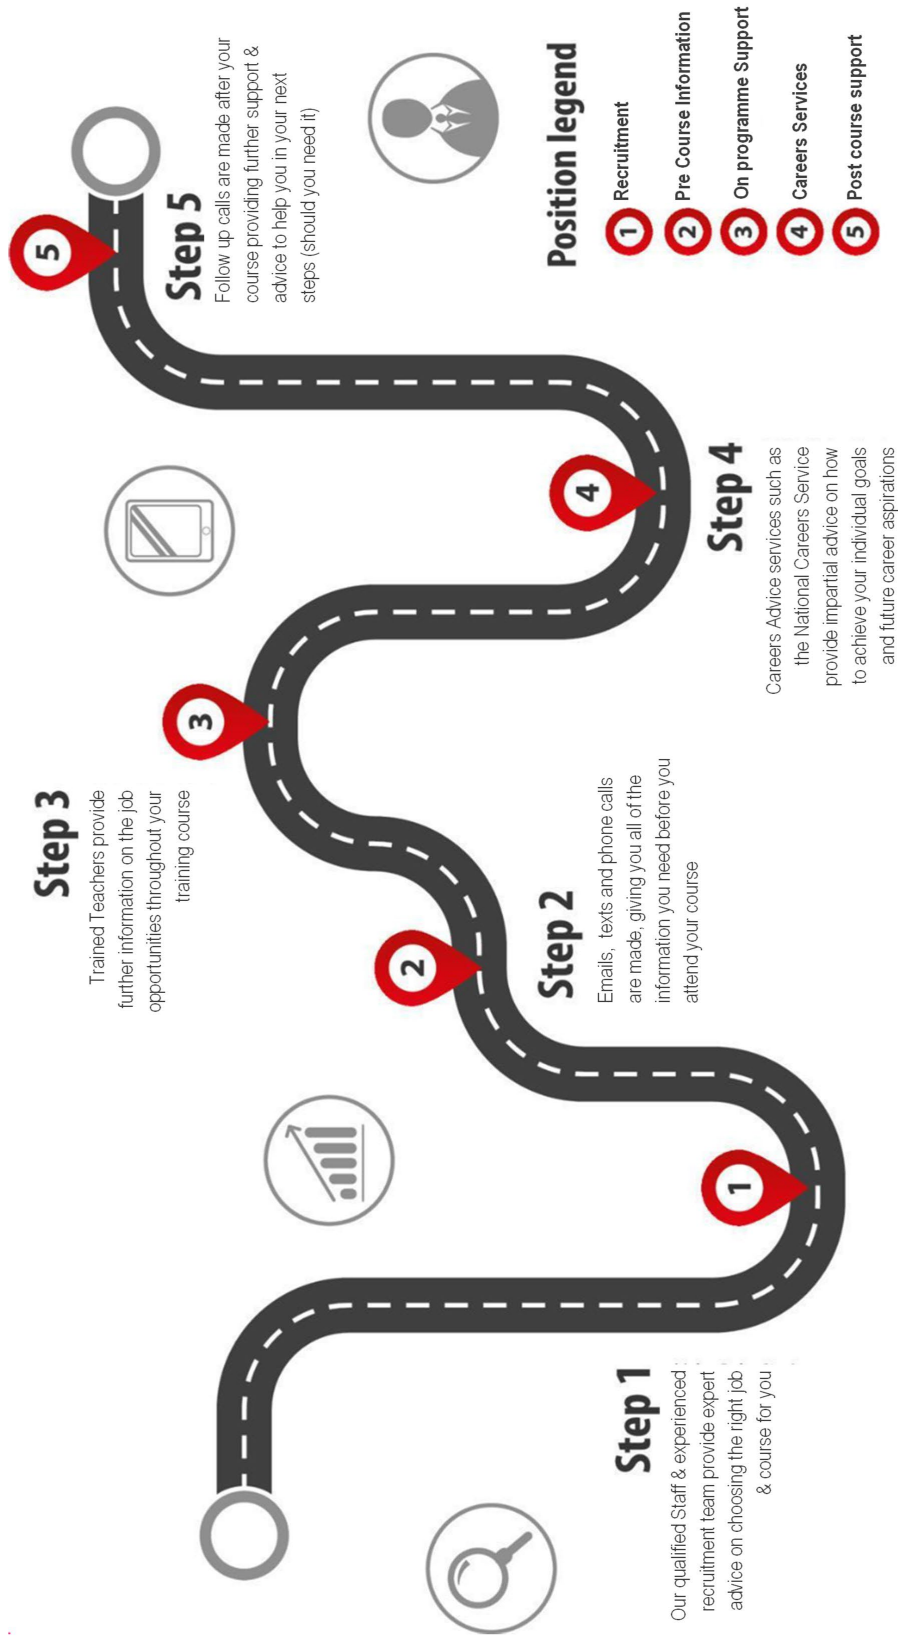 Step 1
Our qualified Staff & experienced
recruitment team provide expert
advice on choosing the right job
& course for you
1
Step 2
Emails, texts and phone calls
are made, giving you all of the
information you need before you
attend your course
2
Step 3
Trained Teachers provide
further information on the job
opportunities throughout your
training course
3
Step 4
Careers Advice services such as
the National Careers Service
provide impartial advice on how
to achieve your individual goals
and future career aspirations
4
Step 5
Follow up calls are made after your
course providing further support &
advice to help you in your next
steps (should you need it)
5
Position legend
1 Recruitment
2 Pre Course Information
3 On programme Support
4 Careers Services
5 Post course support